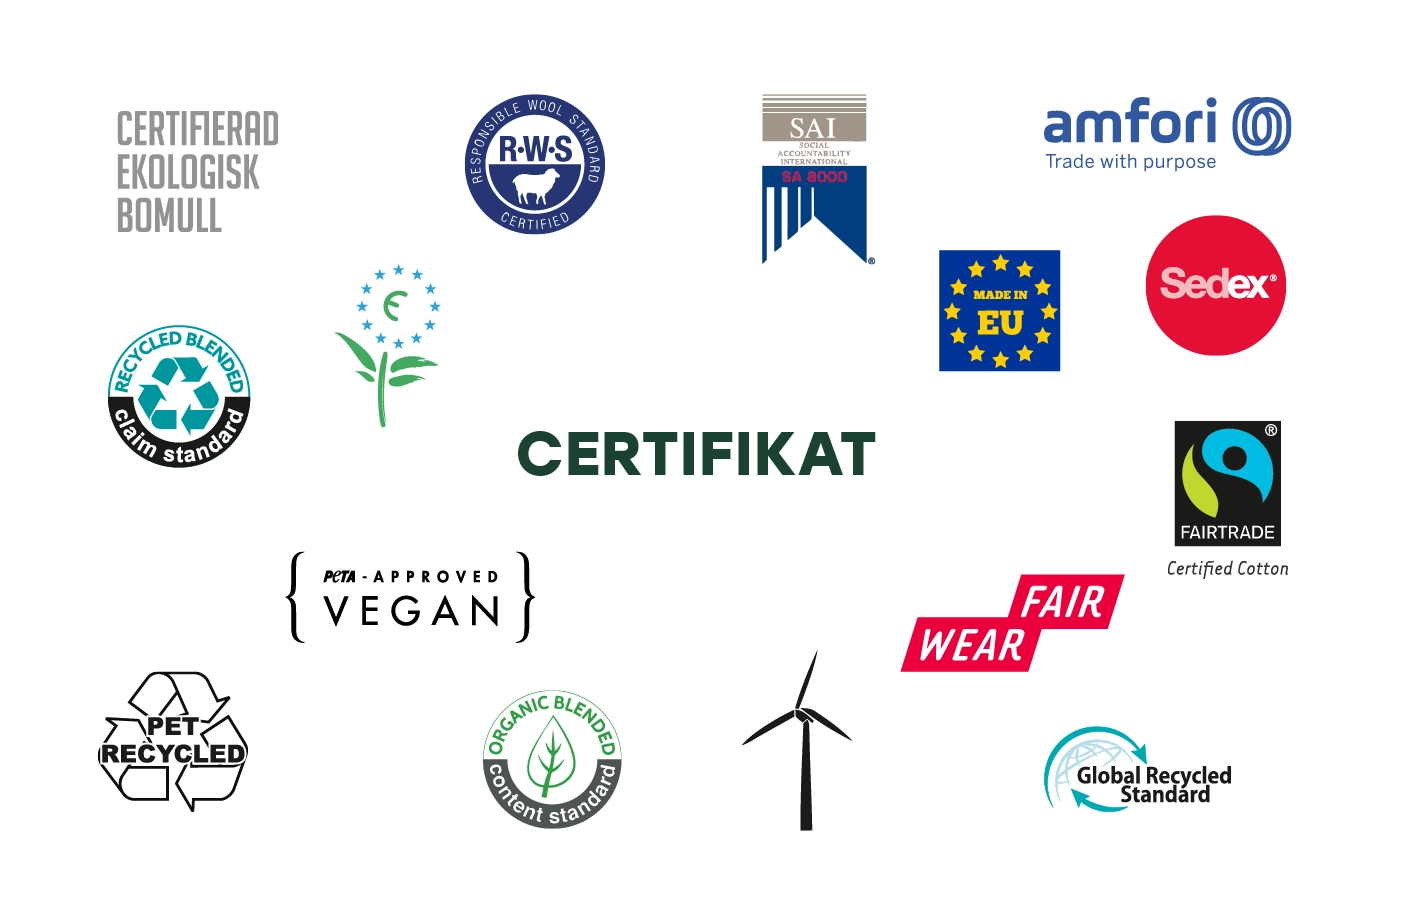 CERTIFIERAD
EKOLOGISK
BOMULL
RESPONSIBLE WOOL STANDARD
R·W·S
CERTIFIED
SAI
SOCIAL
ACCOUNTABILITY
INTERNATIONAL
SA 8000
®
amfori
Trade with purpose
€
MADE IN
EU
Sedex®
RECYCLED BLENDED
claim standard
CERTIFIKAT
®
FAIRTRADE
Certified Cotton
PETA-APPROVED
VEGAN
FAIR
WEAR
PET
RECYCLED
ORGANIC BLENDED
content standard
Global Recycled
Standard